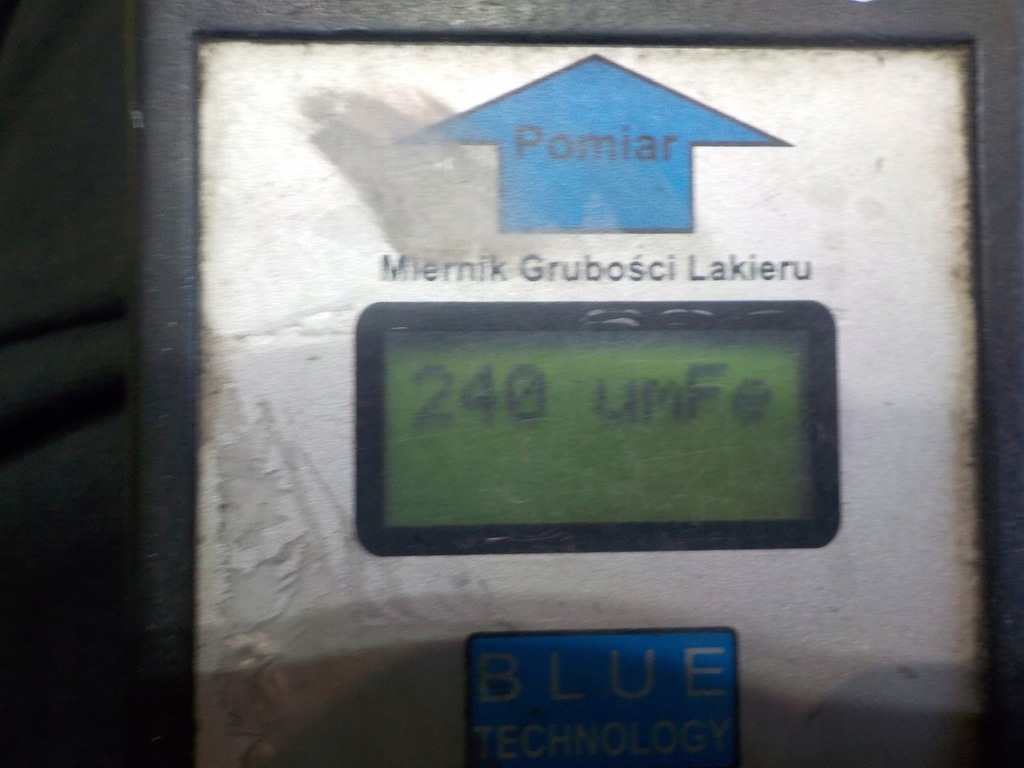 Pomiar
Miernik Grubości Lakieru
240 umFe
BLUE
TECHNOLOGY